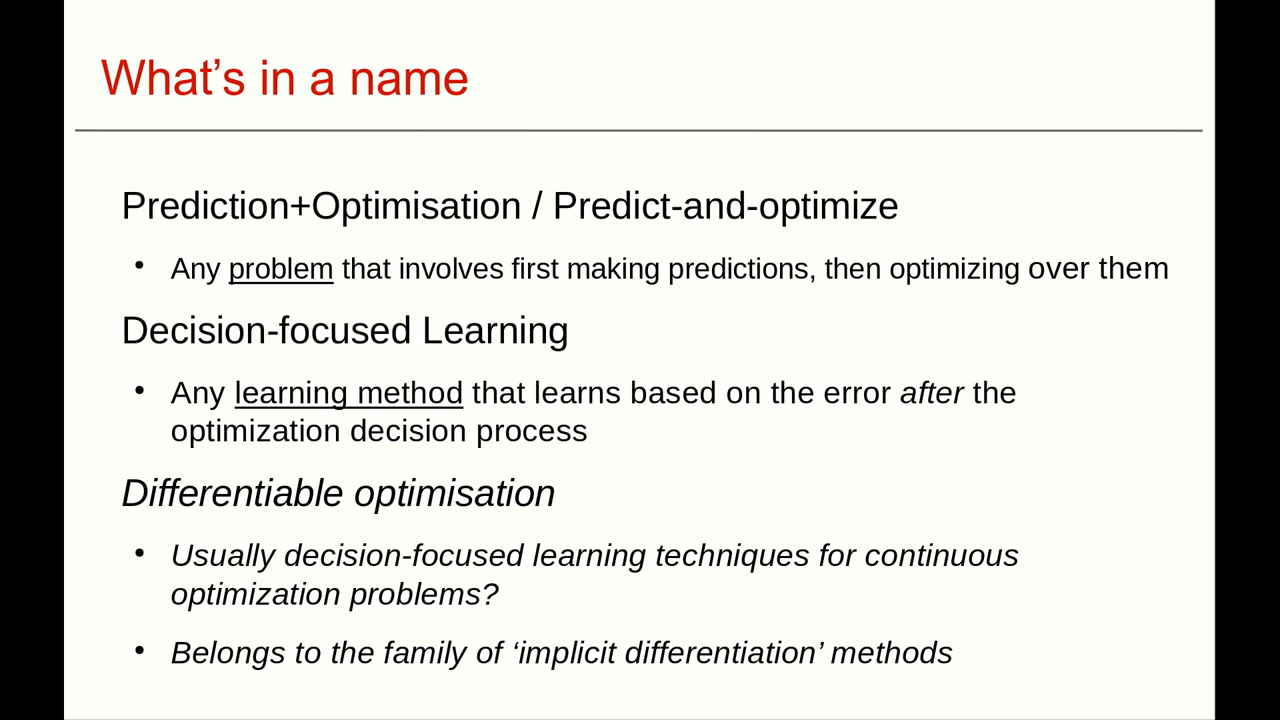 What’s in a name
Prediction+Optimisation / Predict-and-optimize
• Any problem that involves first making predictions, then optimizing over them
Decision-focused Learning
• Any learning method that learns based on the error after the
optimization decision process
Differentiable optimisation
• Usually decision-focused learning techniques for continuous
optimization problems?
• Belongs to the family of ‘implicit differentiation’ methods